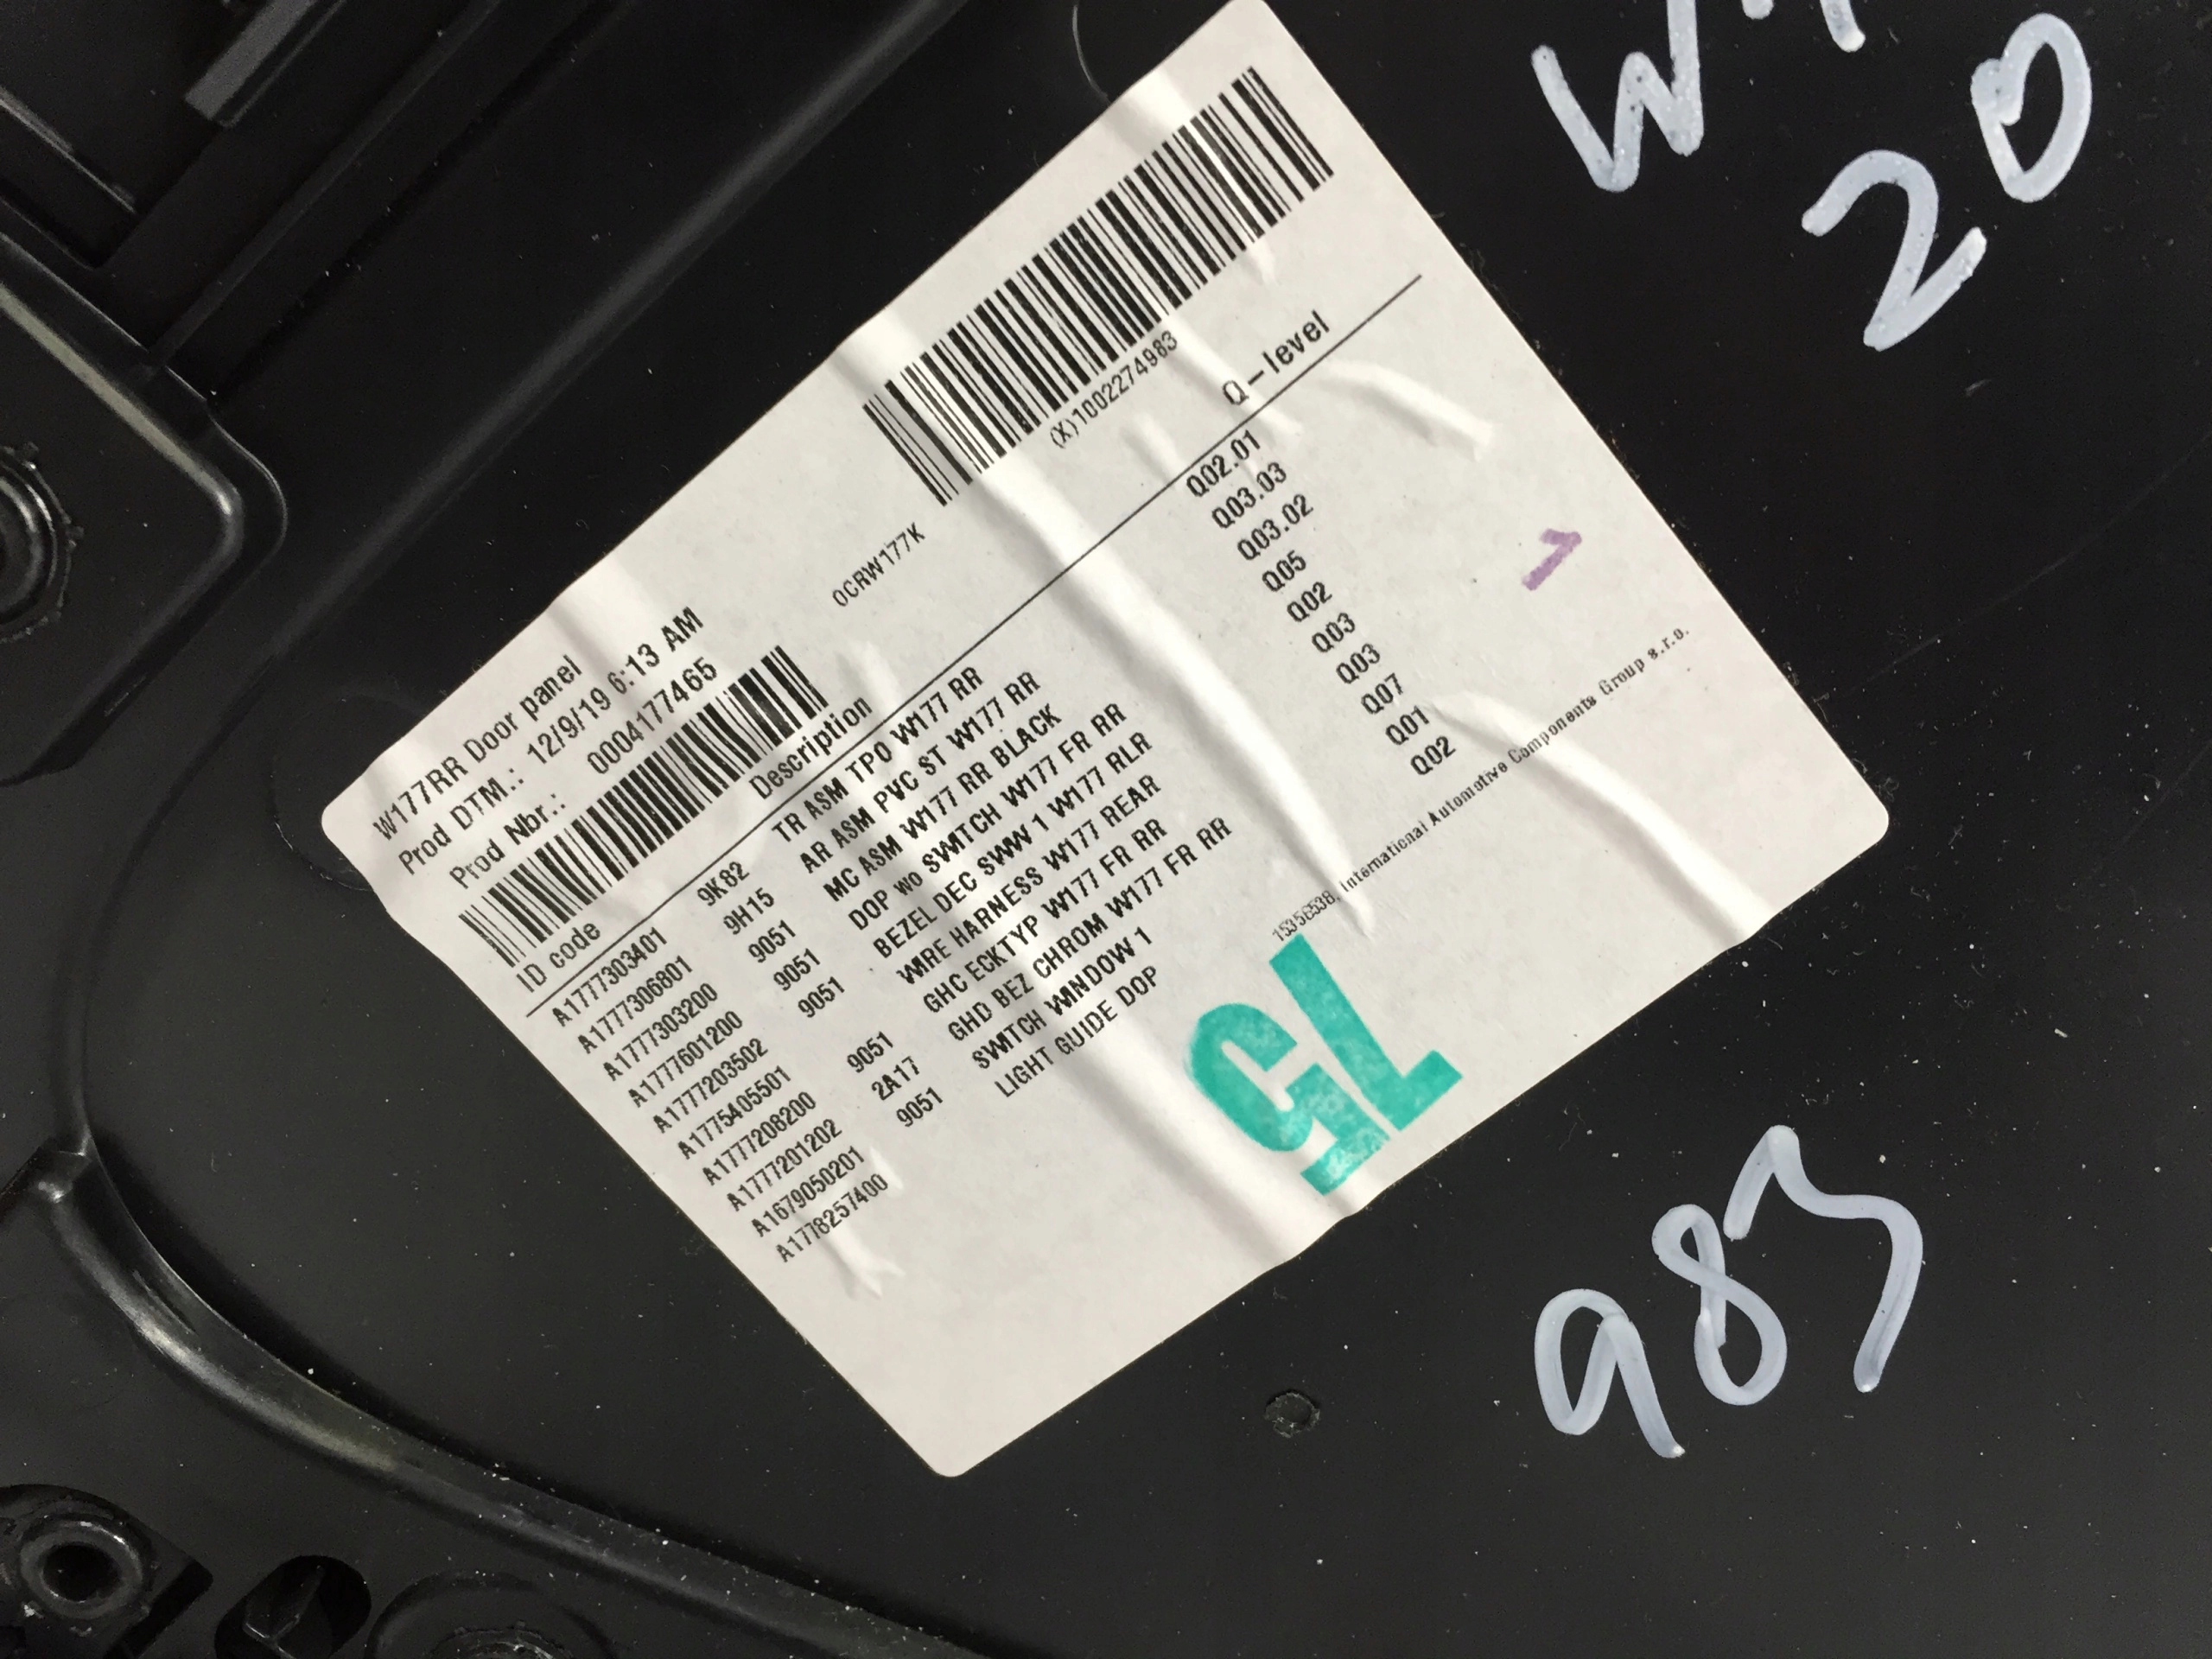 W177RR Door panel
Prod DTM.: 12/9/19 6:13 AM
Prod Nbr.: 0004177465
0CRW177K
(X)1002274983
ID code Description Q-level
A1777303401 9K82 TR ASM TPO W177 RR Q02.01
A1777306801 9H15 AR ASM PVC ST W177 RR Q03.03
A1777303200 9051 MC ASM W177 RR BLACK Q03.02
A1777601200 9051 DOP wo SWITCH W177 FR RR Q05
A1777203502 9051 BEZEL DEC SWW 1 W177 RLR Q02
A1775405501 WIRE HARNESS W177 REAR Q03
A1777208200 9051 GHC ECKTYP W177 FR RR Q03
A1777201202 2A17 GHD BEZ CHROM W177 FR RR Q07
A1679050201 9051 SWITCH WINDOW 1 Q01
A1778257400 LIGHT GUIDE DOP Q02
15356538, International Automotive Components Group s.r.o.
1
75
20
983